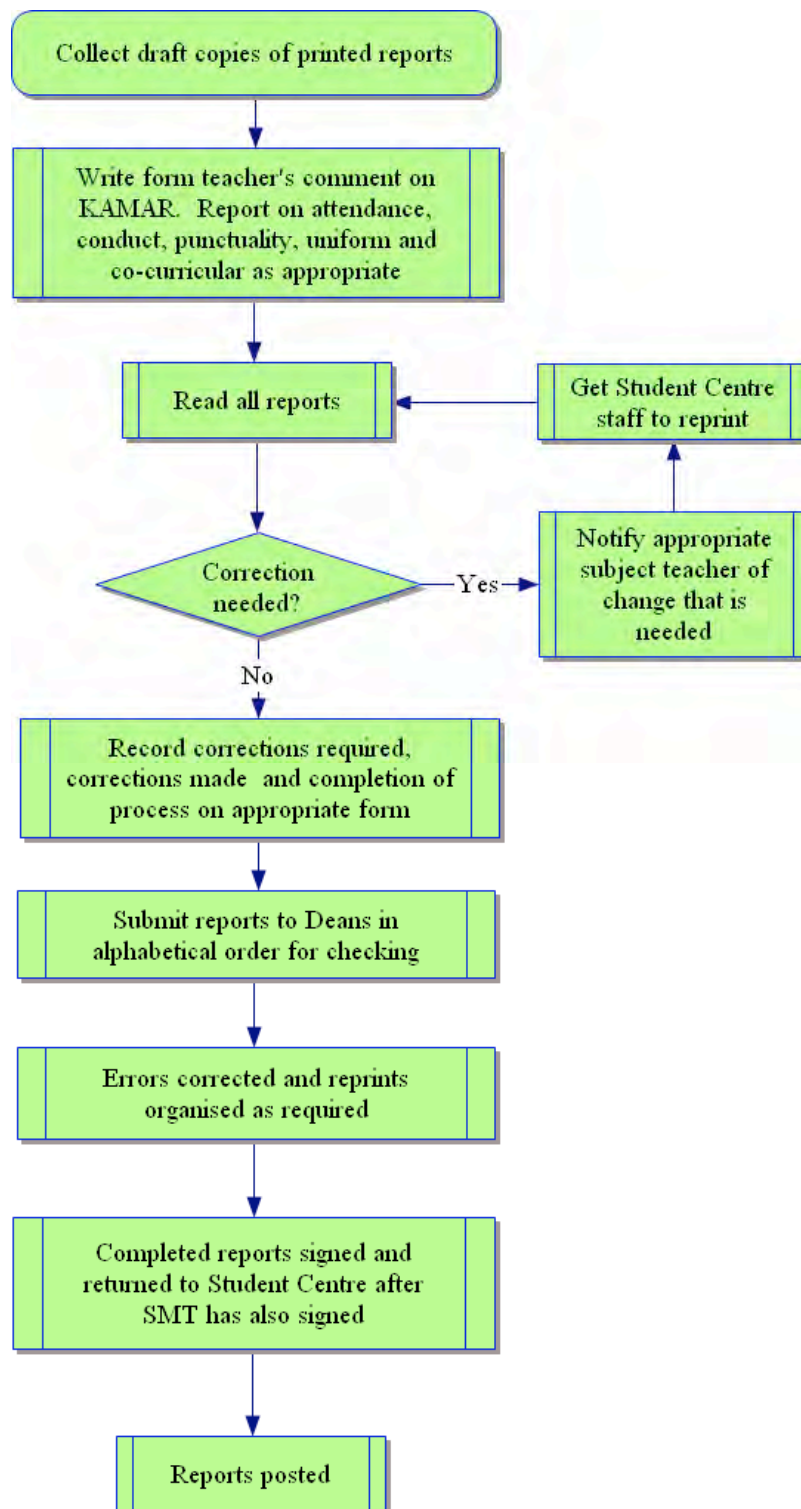 Collect draft copies of printed reports
Write form teacher's comment on
KAMAR.  Report on attendance,
conduct, punctuality, uniform and
co-curricular as appropriate
Read all reports
Get Student Centre
staff to reprint
Correction
needed?
Yes
Notify appropriate
subject teacher of
change that is
needed
No
Record corrections required,
corrections made  and completion of
process on appropriate form
Submit reports to Deans in
alphabetical order for checking
Errors corrected and reprints
organised as required
Completed reports signed and
returned to Student Centre after
SMT has also signed
Reports posted